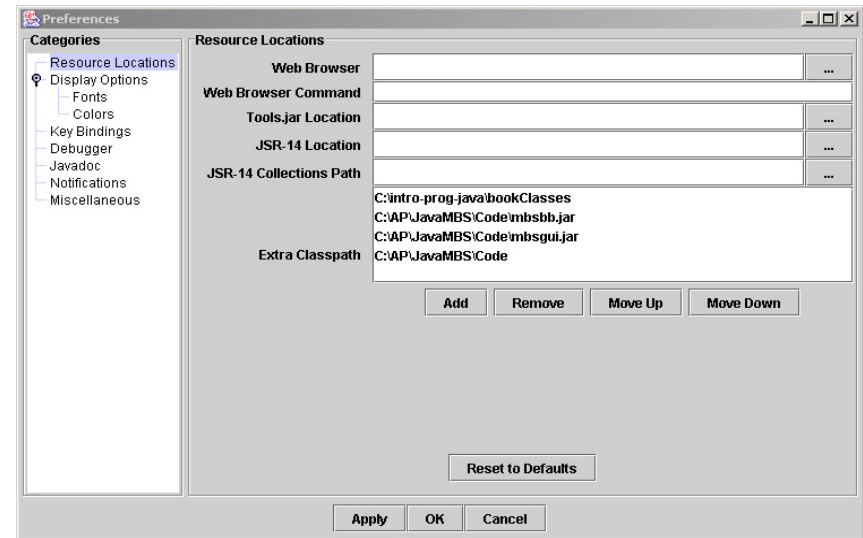 Preferences
Categories
Resource Locations
Display Options
Fonts
Colors
Key Bindings
Debugger
Javadoc
Notifications
Miscellaneous
Resource Locations
Web Browser
...
Web Browser Command
Tools.jar Location
...
JSR-14 Location
...
JSR-14 Collections Path
...
Extra Classpath
C:\intro-prog-java\bookClasses
C:\AP\JavaMBS\Code\mbsbb.jar
C:\AP\JavaMBS\Code\mbsgui.jar
C:\AP\JavaMBS\Code
Add Remove Move Up Move Down
Reset to Defaults
Apply OK Cancel